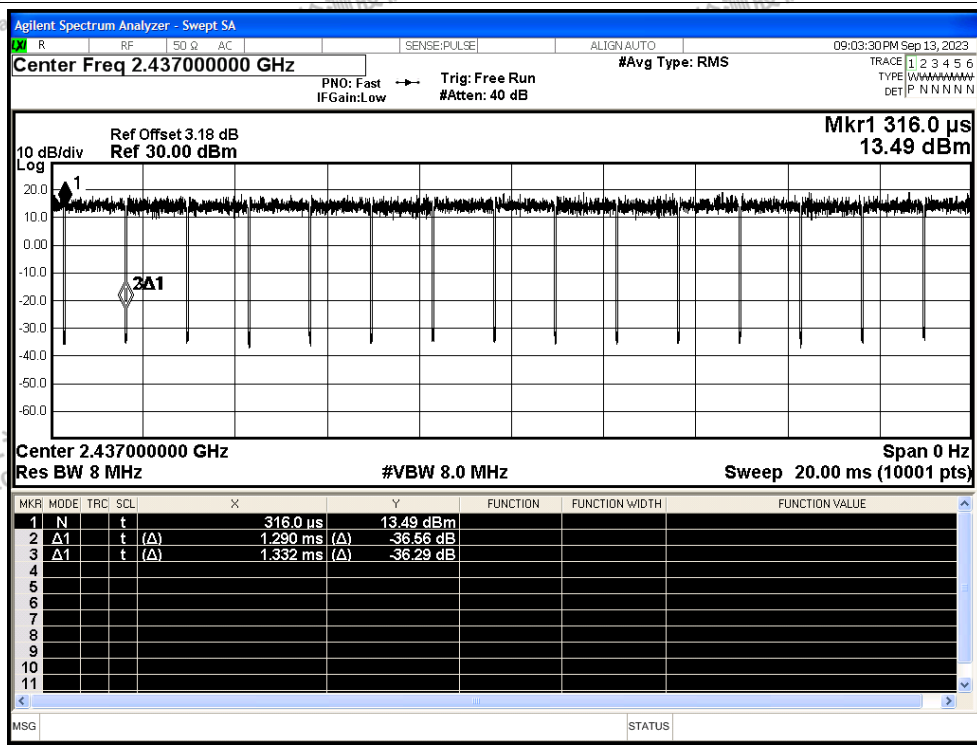 Agilent Spectrum Analyzer - Swept SA
LXI R RF 50 Ω AC SENSE:PULSE ALIGN AUTO 09:03:30 PM Sep 13, 2023
Center Freq 2.437000000 GHz #Avg Type: RMS TRACE 1 2 3 4 5 6
PNO: Fast Trig: Free Run TYPE WWWWWW
IFGain:Low #Atten: 40 dB DET P N N N N N
Mkr1 316.0 µs
Ref Offset 3.18 dB
10 dB/div Ref 30.00 dBm 13.49 dBm
Log
20.0
1
10.0
0.00
-10.0
2Δ1
-20.0
-30.0
-40.0
-50.0
-60.0
Center 2.437000000 GHz Span 0 Hz
Res BW 8 MHz #VBW 8.0 MHz Sweep 20.00 ms (10001 pts)
MKR MODE TRC SCL X Y FUNCTION FUNCTION WIDTH FUNCTION VALUE
1 N t 316.0 µs 13.49 dBm
2 Δ1 t (Δ) 1.290 ms (Δ) -36.56 dB
3 Δ1 t (Δ) 1.332 ms (Δ) -36.29 dB
4
5
6
7
8
9
10
11
MSG STATUS